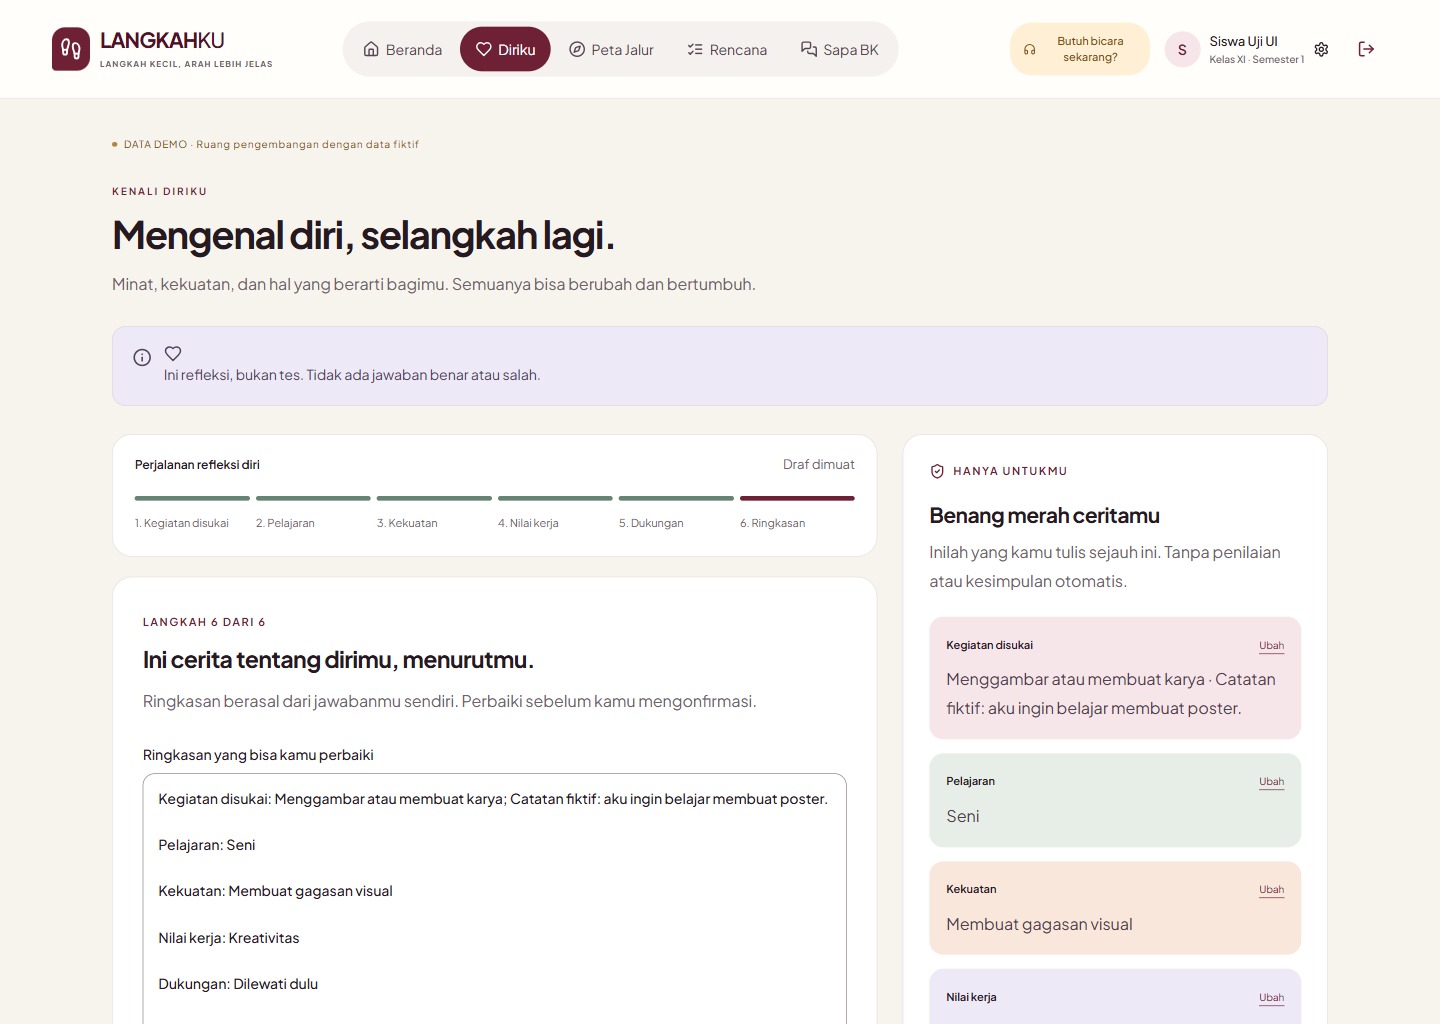 LANGKAHKU
LANGKAH KECIL, ARAH LEBIH JELAS
Beranda
Diriku
Peta Jalur
Rencana
Sapa BK
Butuh bicara
sekarang?
S
Siswa Uji UI
Kelas XI · Semester 1
DATA DEMO · Ruang pengembangan dengan data fiktif
KENALI DIRIKU
Mengenal diri, selangkah lagi.
Minat, kekuatan, dan hal yang berarti bagimu. Semuanya bisa berubah dan bertumbuh.
Ini refleksi, bukan tes. Tidak ada jawaban benar atau salah.
Perjalanan refleksi diri
Draf dimuat
1. Kegiatan disukai
2. Pelajaran
3. Kekuatan
4. Nilai kerja
5. Dukungan
6. Ringkasan
LANGKAH 6 DARI 6
Ini cerita tentang dirimu, menurutmu.
Ringkasan berasal dari jawabanmu sendiri. Perbaiki sebelum kamu mengonfirmasi.
Ringkasan yang bisa kamu perbaiki
Kegiatan disukai: Menggambar atau membuat karya; Catatan fiktif: aku ingin belajar membuat poster.
Pelajaran: Seni
Kekuatan: Membuat gagasan visual
Nilai kerja: Kreativitas
Dukungan: Dilewati dulu
HANYA UNTUKMU
Benang merah ceritamu
Inilah yang kamu tulis sejauh ini. Tanpa penilaian
atau kesimpulan otomatis.
Kegiatan disukai
Ubah
Menggambar atau membuat karya · Catatan
fiktif: aku ingin belajar membuat poster.
Pelajaran
Ubah
Seni
Kekuatan
Ubah
Membuat gagasan visual
Nilai kerja
Ubah